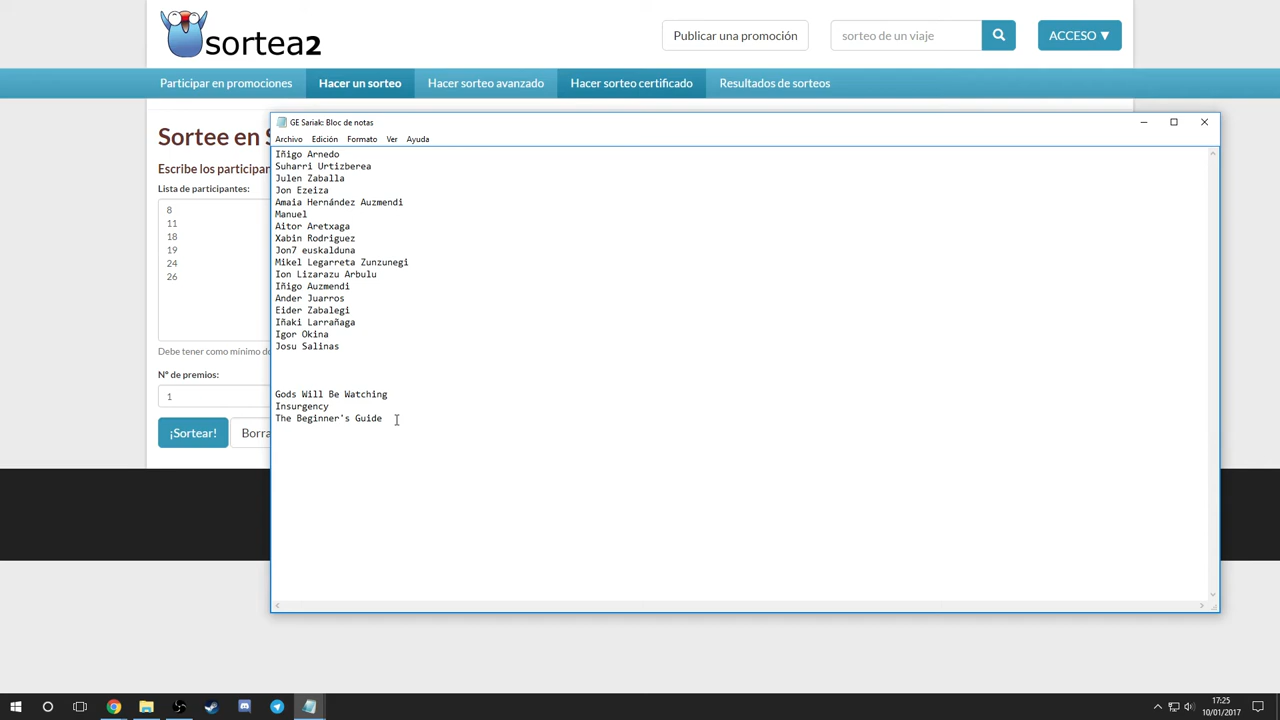 sortea2
Publicar una promoción
sorteo de un viaje
ACCESO ▼
Participar en promociones
Hacer un sorteo
Hacer sorteo avanzado
Hacer sorteo certificado
Resultados de sorteos
GE Sariak: Bloc de notas
Archivo Edición Formato Ver Ayuda
Sortee en S
Escribe los participan
Lista de participantes:
8
11
18
19
24
26
Debe tener como mínimo d
Nº de premios:
1
¡Sortear!
Borra
Iñigo Arnedo
Suharri Urtizberea
Julen Zaballa
Jon Ezeiza
Amaia Hernández Auzmendi
Manuel
Aitor Aretxaga
Xabin Rodriguez
Jon7 euskalduna
Mikel Legarreta Zunzunegi
Ion Lizarazu Arbulu
Iñigo Auzmendi
Ander Juarros
Eider Zabalegi
Iñaki Larrañaga
Igor Okina
Josu Salinas
Gods Will Be Watching
Insurgency
The Beginner's Guide
17:25
10/01/2017